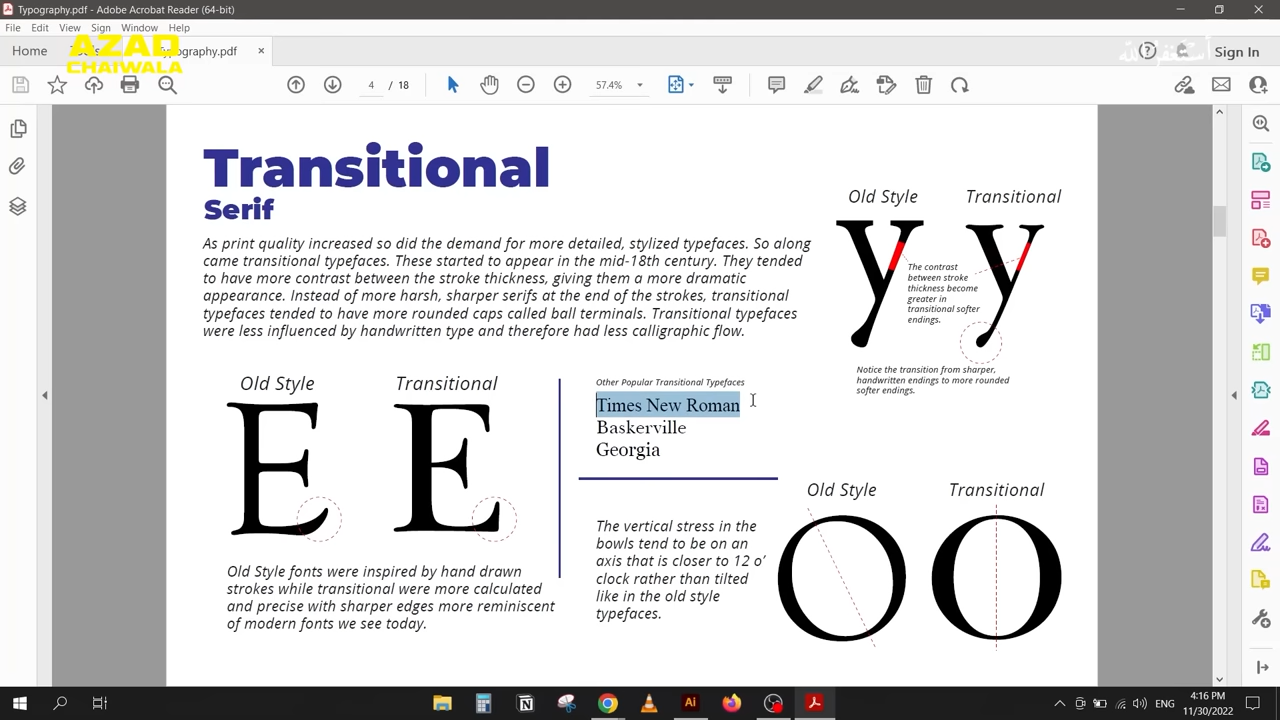 Typography.pdf - Adobe Acrobat Reader (64-bit)
File Edit View Sign Window Help
AZAD
CHAIWALA
Home
Typography.pdf
أستغفر الله
Sign In
4 / 18
57.4%
Transitional
Serif
As print quality increased so did the demand for more detailed, stylized typefaces. So along
came transitional typefaces. These started to appear in the mid-18th century. They tended
to have more contrast between the stroke thickness, giving them a more dramatic
appearance. Instead of more harsh, sharper serifs at the end of the strokes, transitional
typefaces tended to have more rounded caps called ball terminals. Transitional typefaces
were less influenced by handwritten type and therefore had less calligraphic flow.
Old Style Transitional
y y
The contrast
between stroke
thickness become
greater in
transitional softer
endings.
Notice the transition from sharper,
handwritten endings to more rounded
softer endings.
Old Style Transitional
E E
Old Style fonts were inspired by hand drawn
strokes while transitional were more calculated
and precise with sharper edges more reminiscent
of modern fonts we see today.
Other Popular Transitional Typefaces
Times New Roman
Baskerville
Georgia
The vertical stress in the
bowls tend to be on an
axis that is closer to 12 o’
clock rather than tilted
like in the old style
typefaces.
Old Style Transitional
O O
ENG
4:16 PM
11/30/2022